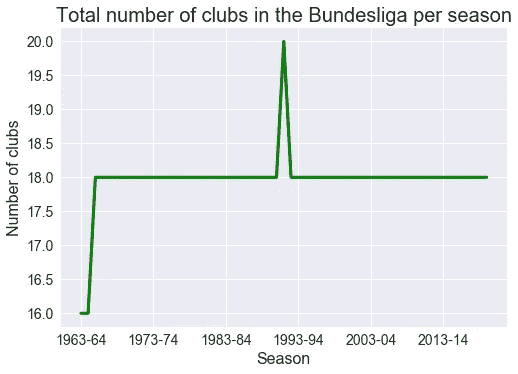 Total number of clubs in the Bundesliga per season
Number of clubs
20.0
19.5
19.0
18.5
18.0
17.5
17.0
16.5
16.0
1963-64 1973-74 1983-84 1993-94 2003-04 2013-14
Season